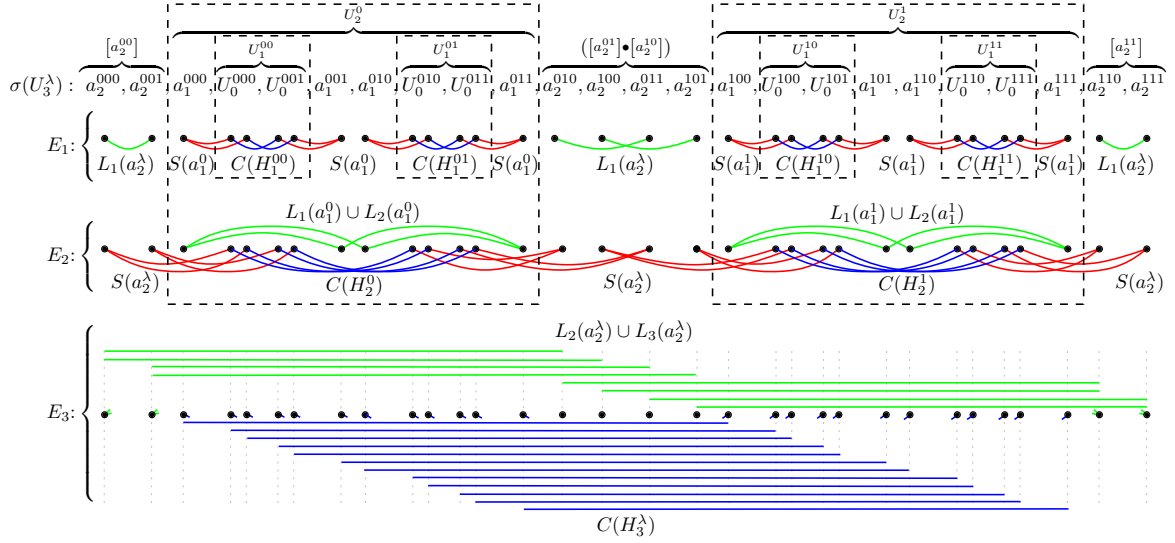 U_2^0 U_2^1
[a_2^{00}] U_1^{00} U_1^{01} ([a_2^{01}]•[a_2^{10}]) U_1^{10} U_1^{11} [a_2^{11}]
σ(U_3^λ) : a_2^{000}, a_2^{001}, a_1^{000}, U_0^{000}, U_0^{001}, a_1^{001}, a_1^{010}, U_0^{010}, U_0^{011}, a_1^{011}, a_2^{010}, a_2^{100}, a_2^{011}, a_2^{101}, a_1^{100}, U_0^{100}, U_0^{101}, a_1^{101}, a_1^{110}, U_0^{110}, U_0^{111}, a_1^{111}, a_2^{110}, a_2^{111}
E_1:
L_1(a_2^λ) S(a_1^0) C(H_1^{00}) S(a_1^0) C(H_1^{01}) S(a_1^0) L_1(a_2^λ) S(a_1^1) C(H_1^{10}) S(a_1^1) C(H_1^{11}) S(a_1^1) L_1(a_2^λ)
L_1(a_1^0) ∪ L_2(a_1^0) L_1(a_1^1) ∪ L_2(a_1^1)
E_2:
S(a_2^λ) C(H_2^0) S(a_2^λ) C(H_2^1) S(a_2^λ)
L_2(a_2^λ) ∪ L_3(a_2^λ)
E_3:
C(H_3^λ)